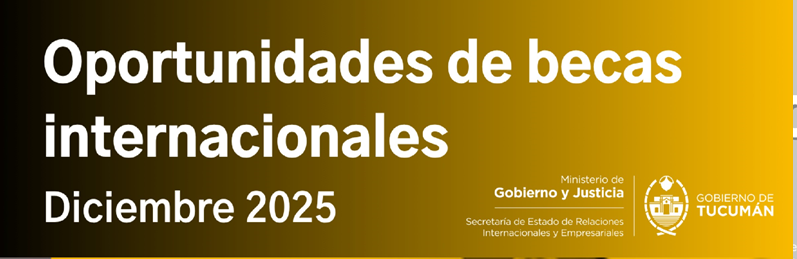 Oportunidades de becas
internacionales
Diciembre 2025
Ministerio de
Gobierno y Justicia
Secretaría de Estado de Relaciones
Internacionales y Empresariales
GOBIERNO DE
TUCUMÁN